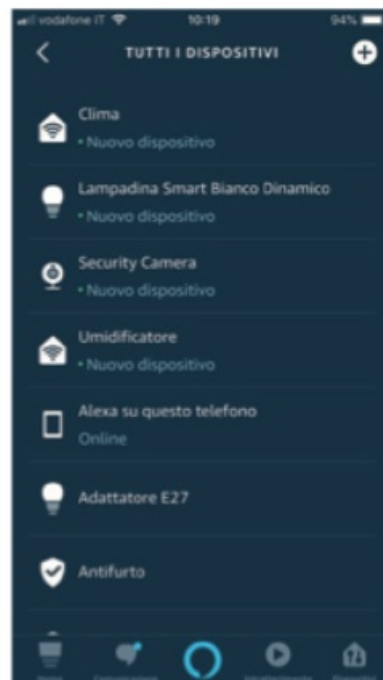 vodafone IT 10:19 94%
TUTTI I DISPOSITIVI
Clima
• Nuovo dispositivo
Lampadina Smart Bianco Dinamico
• Nuovo dispositivo
Security Camera
• Nuovo dispositivo
Umidificatore
• Nuovo dispositivo
Alexa su questo telefono
Online
Adattatore E27
Antifurto